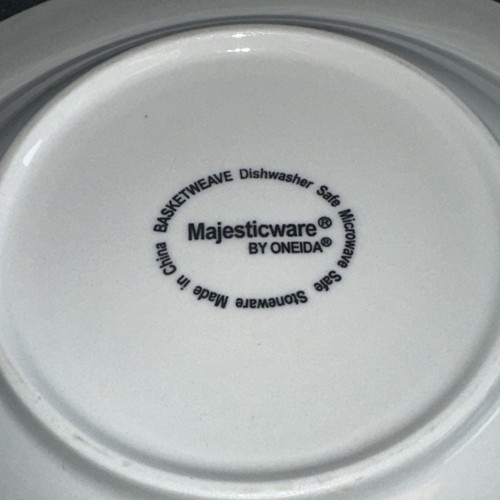 BASKETWEAVE Dishwasher Safe Microwave Safe Stoneware Made in China
Majesticware®
BY ONEIDA®